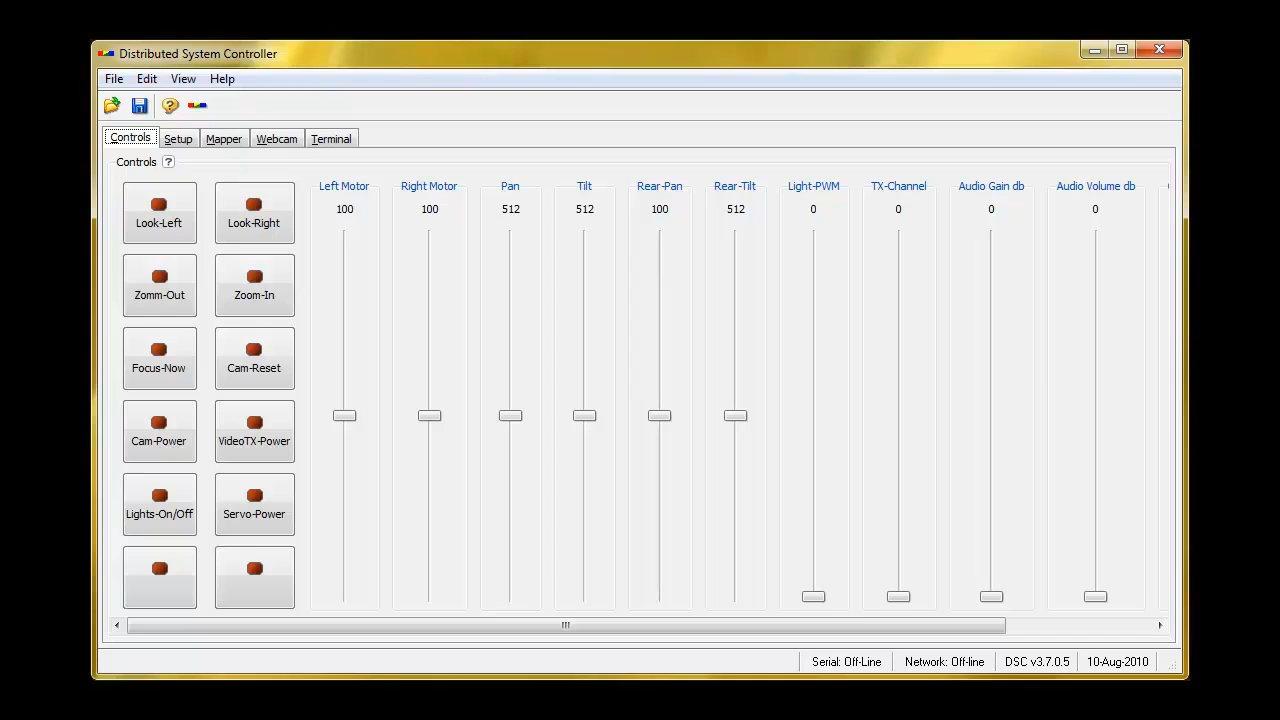 Distributed System Controller
File Edit View Help
Controls Setup Mapper Webcam Terminal
Controls ?
Look-Left Look-Right Left Motor Right Motor Pan Tilt Rear-Pan Rear-Tilt Light-PWM TX-Channel Audio Gain db Audio Volume db
100 100 512 512 100 512 0 0 0 0
Zomm-Out Zoom-In
Focus-Now Cam-Reset
Cam-Power VideoTX-Power
Lights-On/Off Servo-Power
Serial: Off-Line Network: Off-line DSC v3.7.0.5 10-Aug-2010